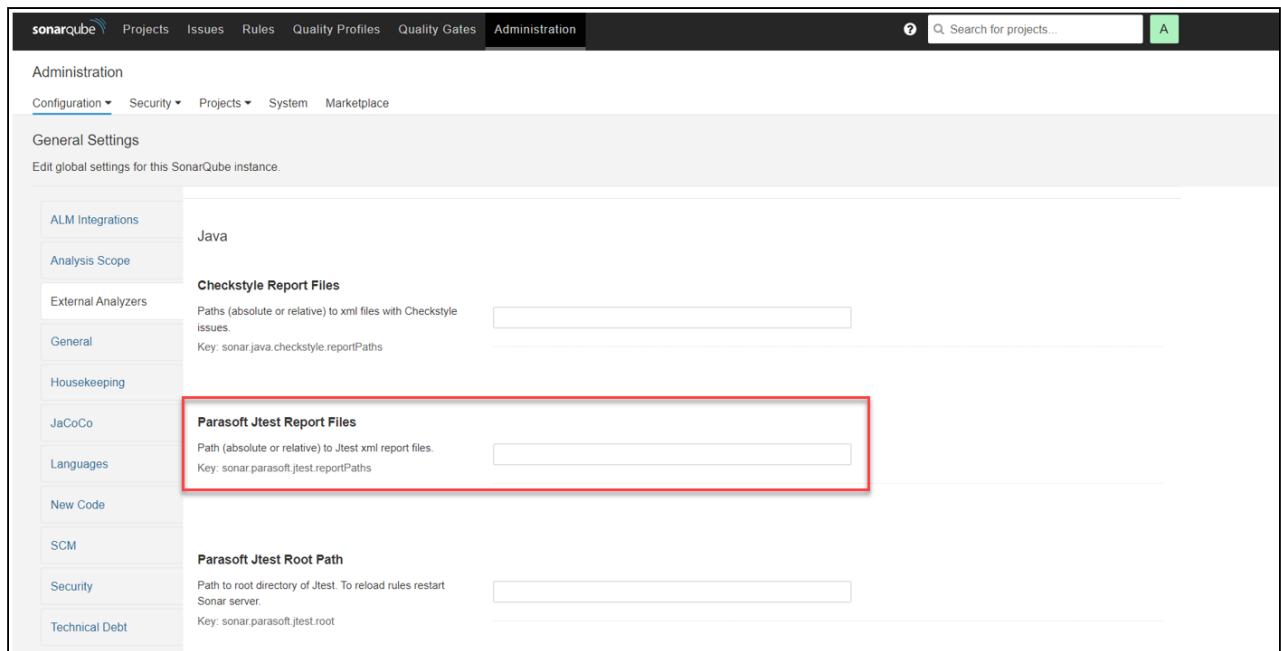 sonarqube Projects Issues Rules Quality Profiles Quality Gates Administration ? Search for projects... A
Administration
Configuration Security Projects System Marketplace
General Settings
Edit global settings for this SonarQube instance.
ALM Integrations
Analysis Scope
External Analyzers
General
Housekeeping
JaCoCo
Languages
New Code
SCM
Security
Technical Debt
Java
Checkstyle Report Files
Paths (absolute or relative) to xml files with Checkstyle
issues.
Key: sonar.java.checkstyle.reportPaths
Parasoft Jtest Report Files
Path (absolute or relative) to Jtest xml report files.
Key: sonar.parasoft.jtest.reportPaths
Parasoft Jtest Root Path
Path to root directory of Jtest. To reload rules restart
Sonar server.
Key: sonar.parasoft.jtest.root